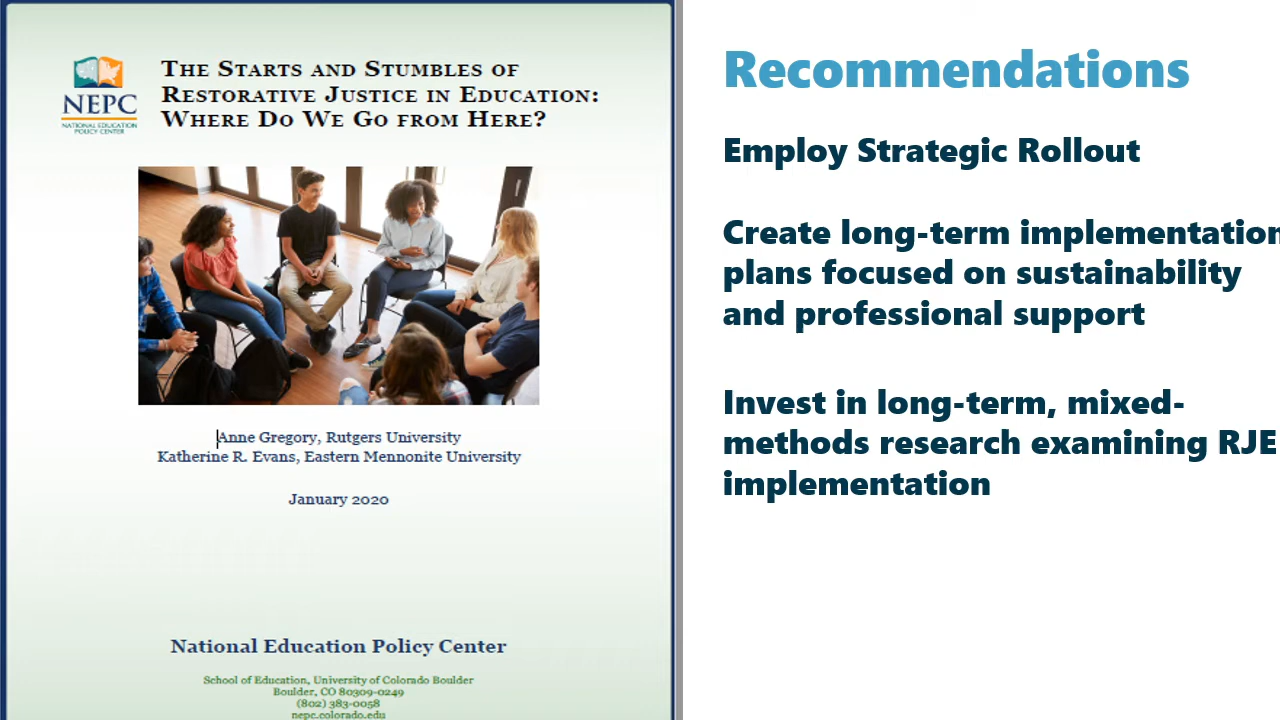 NEPC
NATIONAL EDUCATION
POLICY CENTER
THE STARTS AND STUMBLES OF
RESTORATIVE JUSTICE IN EDUCATION:
WHERE DO WE GO FROM HERE?
Anne Gregory, Rutgers University
Katherine R. Evans, Eastern Mennonite University
January 2020
National Education Policy Center
School of Education, University of Colorado Boulder
Boulder, CO 80309-0249
(802) 383-0058
nepc.colorado.edu
Recommendations
Employ Strategic Rollout
Create long-term implementation
plans focused on sustainability
and professional support
Invest in long-term, mixed-
methods research examining RJE
implementation